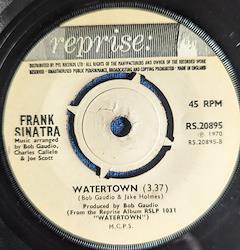 reprise:
DISTRIBUTED BY PYE RECORDS LTD ALL RIGHTS
OF THE MANUFACTURERS AND OWNER OF THE RECORDED WORK
RESERVED — UNAUTHORISED PUBLIC PERFORMANCE, BROADCASTING AND COPYING PROHIBITED — MADE IN ENGLAND
45 RPM
FRANK
SINATRA
Music arranged
by Bob Gaudio,
Charles Callelo
& Joe Scott
RS.20895
℗ 1970
RS.20895-B
WATERTOWN (3.37)
(Bob Gaudio & Jake Holmes)
Produced by Bob Gaudio
(From the Reprise Album RSLP 1031
"WATERTOWN")
M.C.P.S.